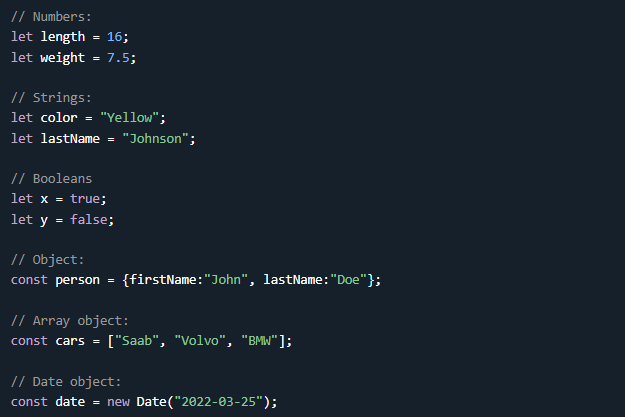 // Numbers:
let length = 16;
let weight = 7.5;
// Strings:
let color = "Yellow";
let lastName = "Johnson";
// Booleans
let x = true;
let y = false;
// Object:
const person = {firstName:"John", lastName:"Doe"};
// Array object:
const cars = ["Saab", "Volvo", "BMW"];
// Date object:
const date = new Date("2022-03-25");